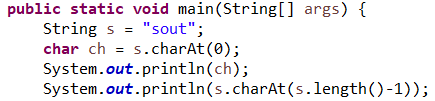 public static void main(String[] args) {
    String s = "sout";
    char ch = s.charAt(0);
    System.out.println(ch);
    System.out.println(s.charAt(s.length()-1));